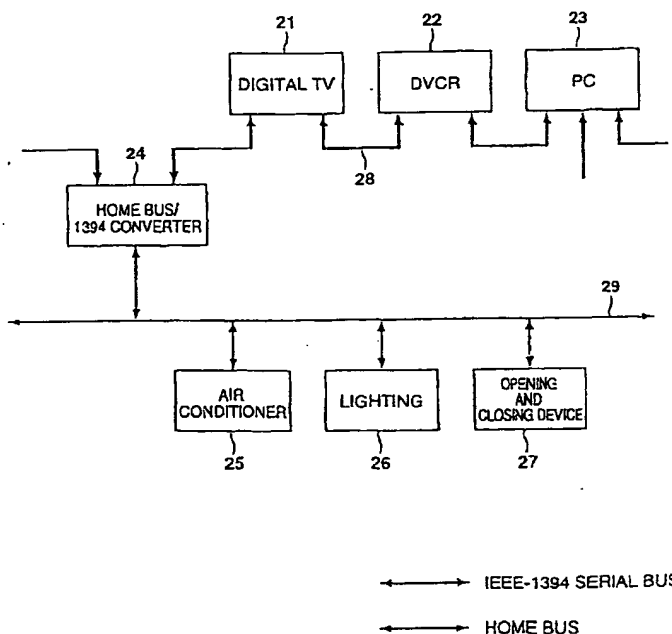 21
22
23
DIGITAL TV
DVCR
PC
24
28
HOME BUS/
1394 CONVERTER
29
AIR
CONDITIONER
LIGHTING
OPENING
AND
CLOSING DEVICE
25
26
27
IEEE-1394 SERIAL BUS
HOME BUS